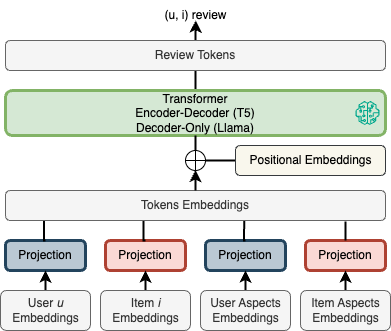 (u, i) review
Review Tokens
Transformer
Encoder-Decoder (T5)
Decoder-Only (Llama)
Positional Embeddings
Tokens Embeddings
Projection
Projection
Projection
Projection
User u
Embeddings
Item i
Embeddings
User Aspects
Embeddings
Item Aspects
Embeddings